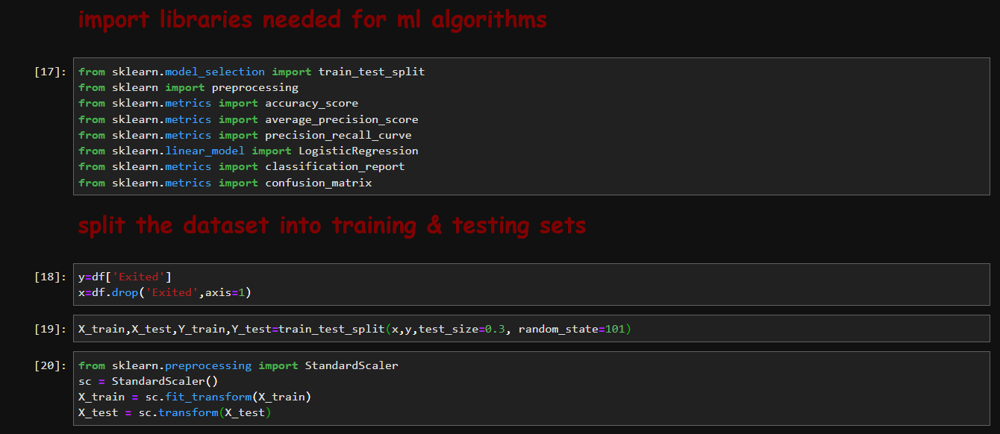 import libraries needed for ml algorithms
[17]: from sklearn.model_selection import train_test_split
from sklearn import preprocessing
from sklearn.metrics import accuracy_score
from sklearn.metrics import average_precision_score
from sklearn.metrics import precision_recall_curve
from sklearn.linear_model import LogisticRegression
from sklearn.metrics import classification_report
from sklearn.metrics import confusion_matrix
split the dataset into training & testing sets
[18]: y=df['Exited']
x=df.drop('Exited',axis=1)
[19]: X_train,X_test,Y_train,Y_test=train_test_split(x,y,test_size=0.3, random_state=101)
[20]: from sklearn.preprocessing import StandardScaler
sc = StandardScaler()
X_train = sc.fit_transform(X_train)
X_test = sc.transform(X_test)